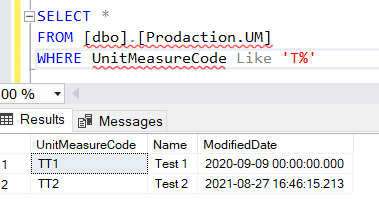 SELECT *
FROM [dbo].[Prodaction.UM]
WHERE UnitMeasureCode Like 'T%'
00 %
Results Messages
UnitMeasureCode Name ModifiedDate
1 TT1 Test 1 2020-09-09 00:00:00.000
2 TT2 Test 2 2021-08-27 16:46:15.213